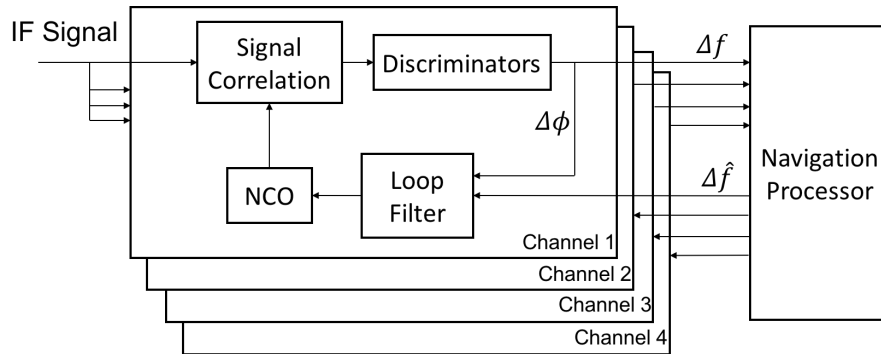 IF Signal
Signal
Correlation
Discriminators
Δf
Δϕ
NCO
Loop
Filter
Δf̂
Navigation
Processor
Channel 1
Channel 2
Channel 3
Channel 4